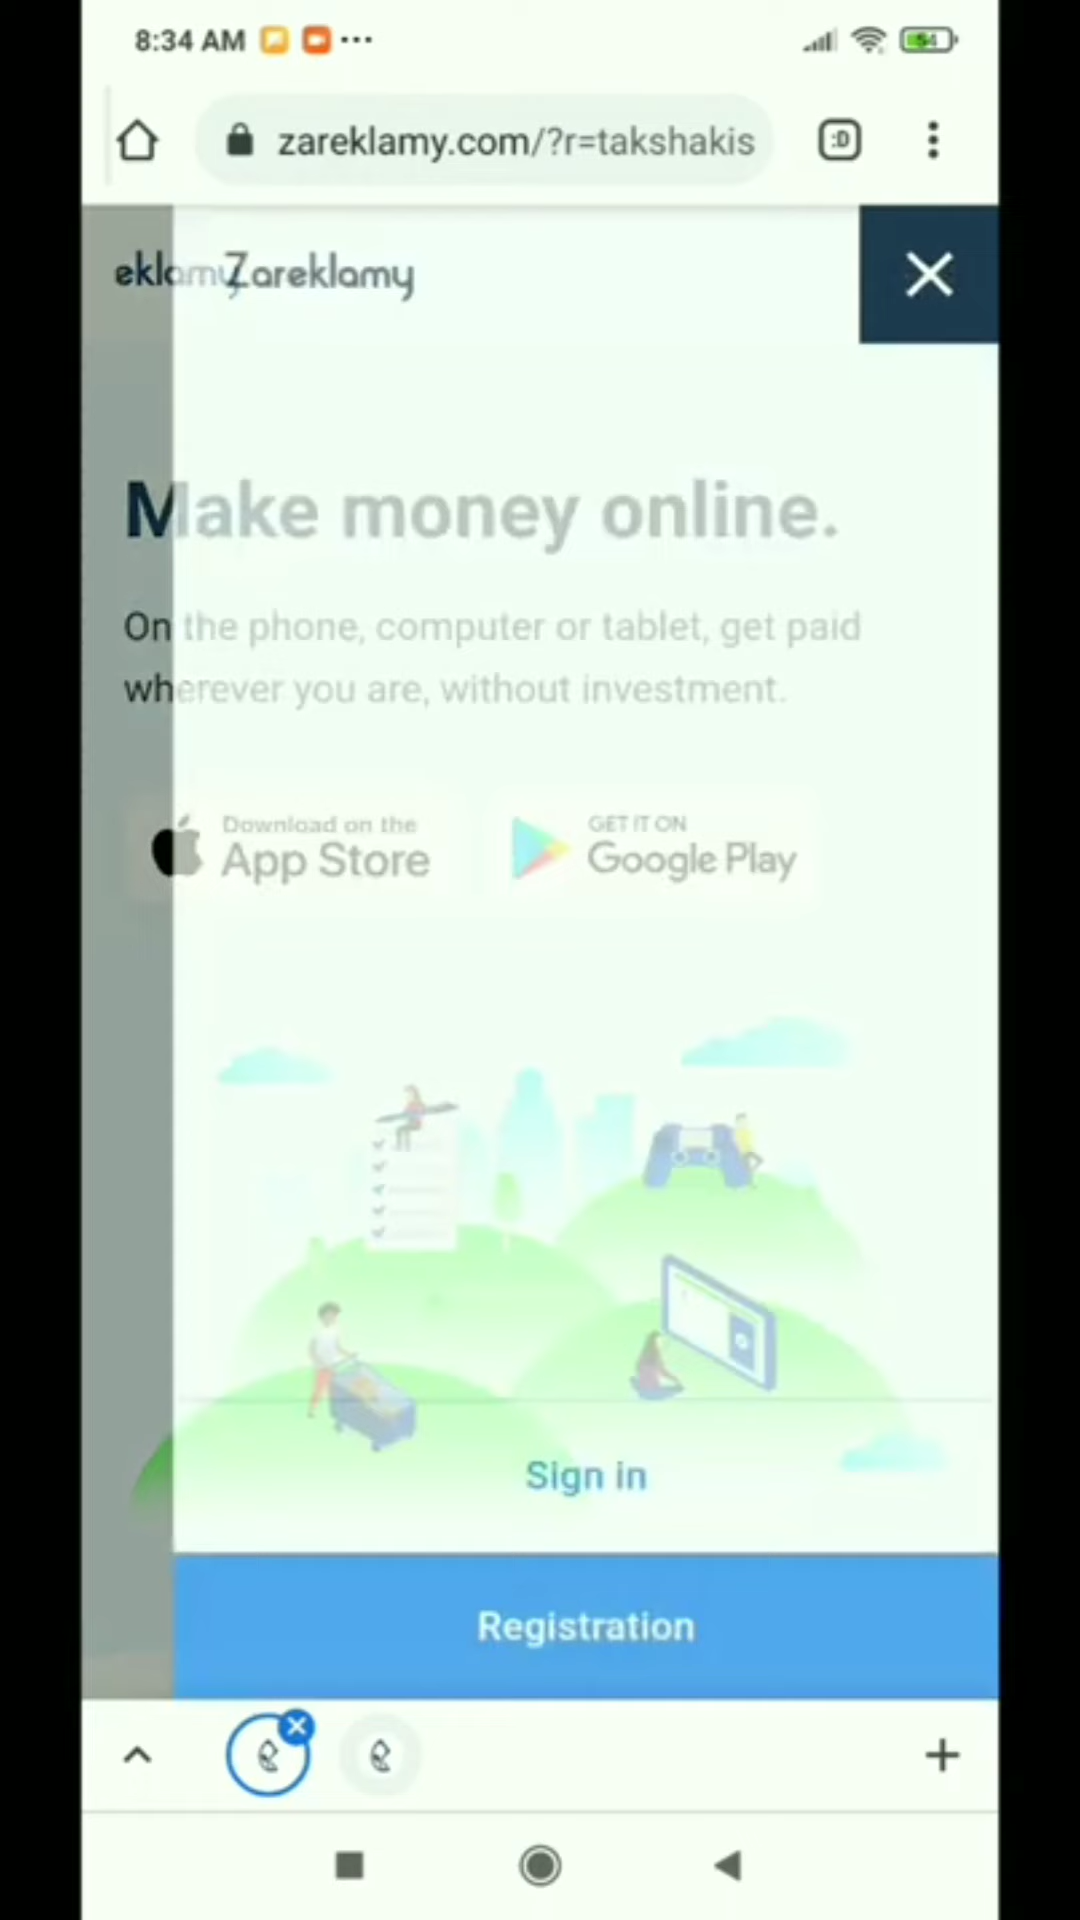 8:34 AM
54
zareklamy.com/?r=takshakis
:D
eklamy
Zareklamy
Make money online.
On the phone, computer or tablet, get paid
wherever you are, without investment.
Download on the
App Store
GET IT ON
Google Play
Sign in
Registration